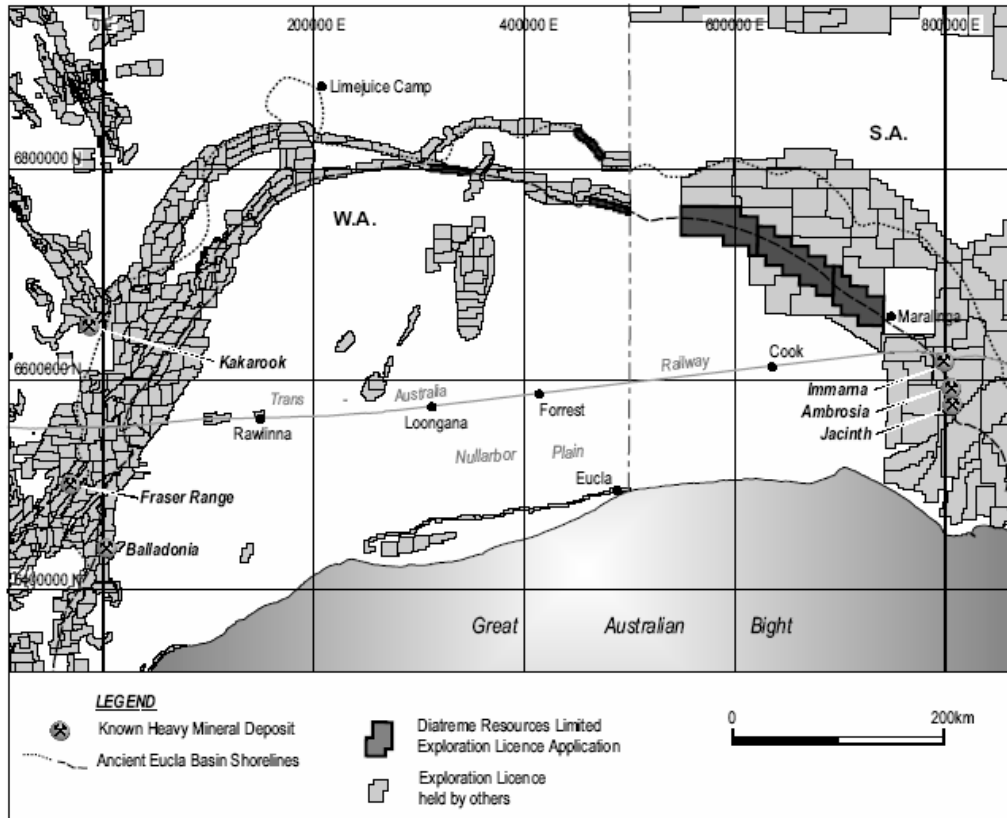 0 E
200000 E
400000 E
600000 E
800000 E
Limejuice Camp
S.A.
6800000 N
W.A.
Maralinga
Kakarook
Cook
Railway
6600000 N
Immarna
Trans
Australia
Ambrosia
Forrest
Loongana
Jacinth
Rawlinna
Nullarbor Plain
Eucla
Fraser Range
Balladonia
6400000 N
Great Australian Bight
LEGEND
Known Heavy Mineral Deposit
Ancient Eucla Basin Shorelines
Diatreme Resources Limited
Exploration Licence Application
Exploration Licence
held by others
0 200km